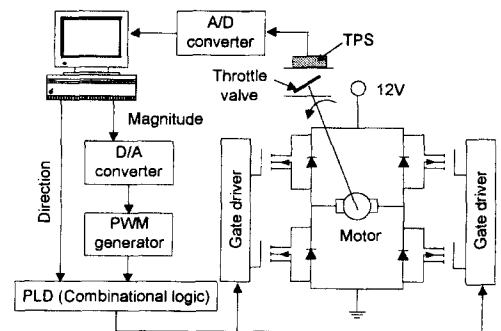 A/D
converter
TPS
Throttle
valve
12V
Magnitude
D/A
converter
Direction
PWM
generator
Gate driver
Motor
Gate driver
PLD (Combinational logic)